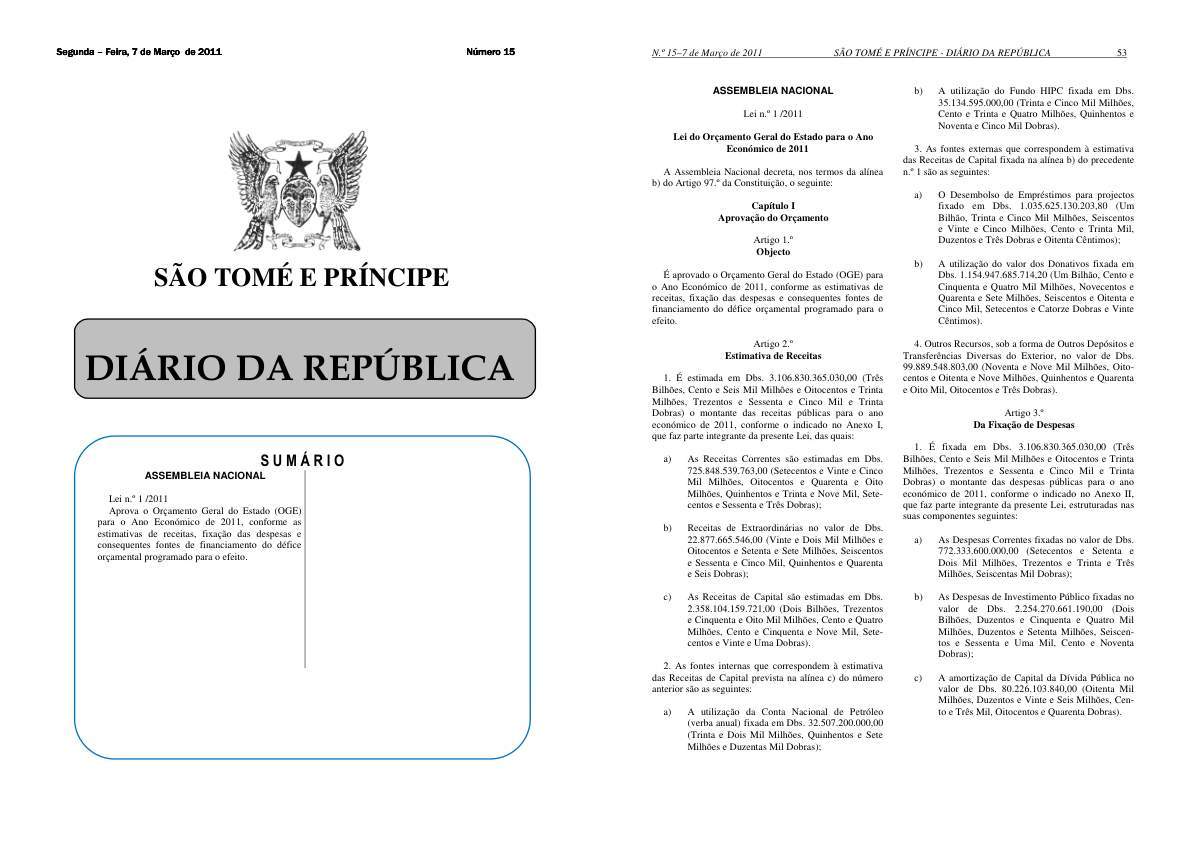 Segunda – Feira, 7 de Março de 2011
Número 15
SÃO TOMÉ E PRÍNCIPE
DIÁRIO DA REPÚBLICA
S U M Á R I O
ASSEMBLEIA NACIONAL
Lei n.º 1 /2011
Aprova o Orçamento Geral do Estado (OGE)
para o Ano Económico de 2011, conforme as
estimativas de receitas, fixação das despesas e
consequentes fontes de financiamento do défice
orçamental programado para o efeito.
N.º 15–7 de Março de 2011
SÃO TOMÉ E PRÍNCIPE - DIÁRIO DA REPÚBLICA
53
ASSEMBLEIA NACIONAL
Lei n.º 1 /2011
Lei do Orçamento Geral do Estado para o Ano
Económico de 2011
A Assembleia Nacional decreta, nos termos da alínea
b) do Artigo 97.º da Constituição, o seguinte:
Capítulo I
Aprovação do Orçamento
Artigo 1.º
Objecto
É aprovado o Orçamento Geral do Estado (OGE) para
o Ano Económico de 2011, conforme as estimativas de
receitas, fixação das despesas e consequentes fontes de
financiamento do défice orçamental programado para o
efeito.
Artigo 2.º
Estimativa de Receitas
1. É estimada em Dbs. 3.106.830.365.030,00 (Três
Bilhões, Cento e Seis Mil Milhões e Oitocentos e Trinta
Milhões, Trezentos e Sessenta e Cinco Mil e Trinta
Dobras) o montante das receitas públicas para o ano
económico de 2011, conforme o indicado no Anexo I,
que faz parte integrante da presente Lei, das quais:
a) As Receitas Correntes são estimadas em Dbs.
725.848.539.763,00 (Setecentos e Vinte e Cinco
Mil Milhões, Oitocentos e Quarenta e Oito
Milhões, Quinhentos e Trinta e Nove Mil, Sete-
centos e Sessenta e Três Dobras);
b) Receitas de Extraordinárias no valor de Dbs.
22.877.665.546,00 (Vinte e Dois Mil Milhões e
Oitocentos e Setenta e Sete Milhões, Seiscentos
e Sessenta e Cinco Mil, Quinhentos e Quarenta
e Seis Dobras);
c) As Receitas de Capital são estimadas em Dbs.
2.358.104.159.721,00 (Dois Bilhões, Trezentos
e Cinquenta e Oito Mil Milhões, Cento e Quatro
Milhões, Cento e Cinquenta e Nove Mil, Sete-
centos e Vinte e Uma Dobras).
2. As fontes internas que correspondem à estimativa
das Receitas de Capital prevista na alínea c) do número
anterior são as seguintes:
a) A utilização da Conta Nacional de Petróleo
(verba anual) fixada em Dbs. 32.507.200.000,00
(Trinta e Dois Mil Milhões, Quinhentos e Sete
Milhões e Duzentas Mil Dobras);
b) A utilização do Fundo HIPC fixada em Dbs.
35.134.595.000,00 (Trinta e Cinco Mil Milhões,
Cento e Trinta e Quatro Milhões, Quinhentos e
Noventa e Cinco Mil Dobras).
3. As fontes externas que correspondem à estimativa
das Receitas de Capital fixada na alínea b) do precedente
n.º 1 são as seguintes:
a) O Desembolso de Empréstimos para projectos
fixado em Dbs. 1.035.625.130.203,80 (Um
Bilhão, Trinta e Cinco Mil Milhões, Seiscentos
e Vinte e Cinco Milhões, Cento e Trinta Mil,
Duzentos e Três Dobras e Oitenta Cêntimos);
b) A utilização do valor dos Donativos fixada em
Dbs. 1.154.947.685.714,20 (Um Bilhão, Cento e
Cinquenta e Quatro Mil Milhões, Novecentos e
Quarenta e Sete Milhões, Seiscentos e Oitenta e
Cinco Mil, Setecentos e Catorze Dobras e Vinte
Cêntimos).
4. Outros Recursos, sob a forma de Outros Depósitos e
Transferências Diversas do Exterior, no valor de Dbs.
99.889.548.803,00 (Noventa e Nove Mil Milhões, Oito-
centos e Oitenta e Nove Milhões, Quinhentos e Quarenta
e Oito Mil, Oitocentos e Três Dobras).
Artigo 3.º
Da Fixação de Despesas
1. É fixada em Dbs. 3.106.830.365.030,00 (Três
Bilhões, Cento e Seis Mil Milhões e Oitocentos e Trinta
Milhões, Trezentos e Sessenta e Cinco Mil e Trinta
Dobras) o montante das despesas públicas para o ano
económico de 2011, conforme o indicado no Anexo II,
que faz parte integrante da presente Lei, estruturadas nas
suas componentes seguintes:
a) As Despesas Correntes fixadas no valor de Dbs.
772.333.600.000,00 (Setecentos e Setenta e
Dois Mil Milhões, Trezentos e Trinta e Três
Milhões, Seiscentas Mil Dobras);
b) As Despesas de Investimento Público fixadas no
valor de Dbs. 2.254.270.661.190,00 (Dois
Bilhões, Duzentos e Cinquenta e Quatro Mil
Milhões, Duzentos e Setenta Milhões, Seiscen-
tos e Sessenta e Uma Mil, Cento e Noventa
Dobras);
c) A amortização de Capital da Dívida Pública no
valor de Dbs. 80.226.103.840,00 (Oitenta Mil
Milhões, Duzentos e Vinte e Seis Milhões, Cen-
to e Três Mil, Oitocentos e Quarenta Dobras).